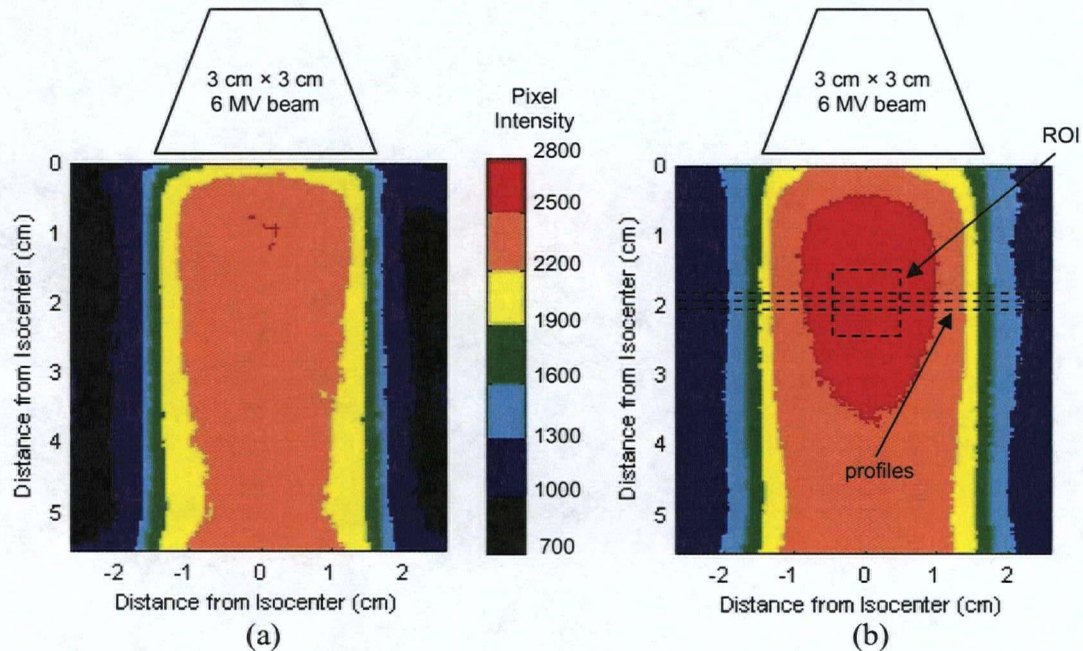 3 cm × 3 cm
6 MV beam
Distance from Isocenter (cm)
0
1
2
3
4
5
-2 -1 0 1 2
Distance from Isocenter (cm)
(a)
Pixel
Intensity
2800
2500
2200
1900
1600
1300
1000
700
3 cm × 3 cm
6 MV beam
ROI
Distance from Isocenter (cm)
0
1
2
3
4
5
profiles
-2 -1 0 1 2
Distance from Isocenter (cm)
(b)